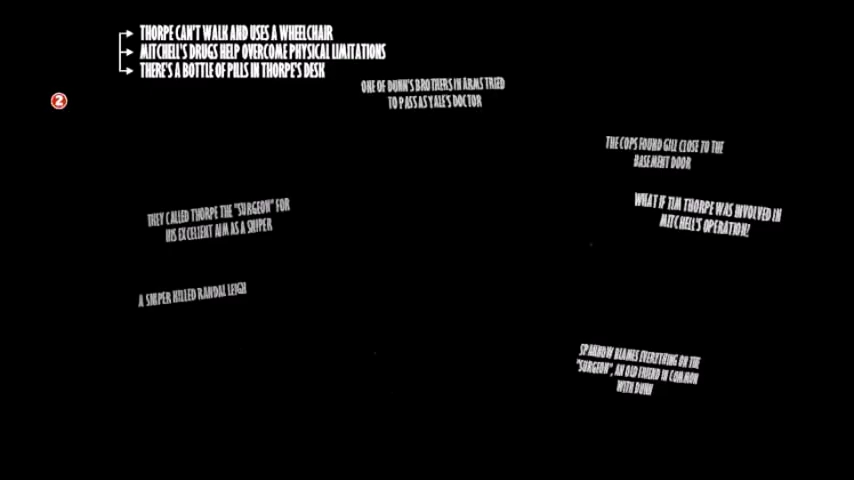 THORPE CAN'T WALK AND USES A WHEELCHAIR
MITCHELL'S DRUGS HELP OVERCOME PHYSICAL LIMITATIONS
THERE'S A BOTTLE OF PILLS IN THORPE'S DESK
2
ONE OF DUNN'S BROTHERS IN ARMS TRIED
TO PASS AS YALE'S DOCTOR
THE COPS FOUND GILL CLOSE TO THE
BASEMENT DOOR
THEY CALLED THORPE THE "SURGEON" FOR
HIS EXCELLENT AIM AS A SNIPER
WHAT IF TIM THORPE WAS INVOLVED IN
MITCHELL'S OPERATION?
A SNIPER KILLED RANDAL LEIGH
SPARROW BLAMES EVERYTHING ON THE
"SURGEON", AN OLD FRIEND IN COMMON
WITH DUNN